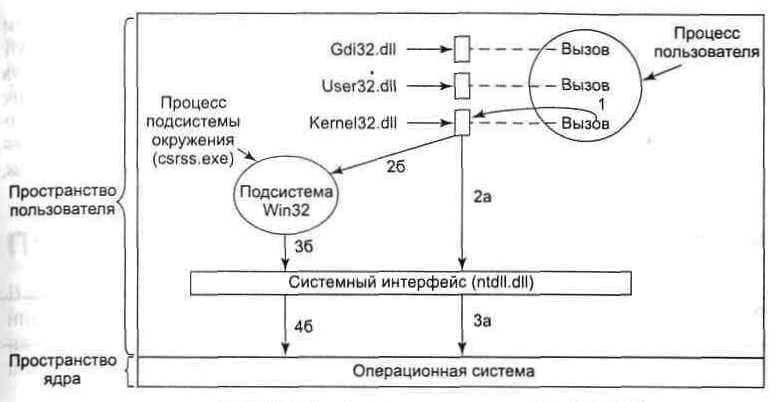 Gdi32.dll
Вызов
Процесс
пользователя
User32.dll
Вызов
1
Процесс
подсистемы
окружения
(csrss.exe)
Kernel32.dll
Вызов
2б
Подсистема
Win32
2а
Пространство
пользователя
3б
Системный интерфейс (ntdll.dll)
4б
3а
Пространство
ядра
Операционная система